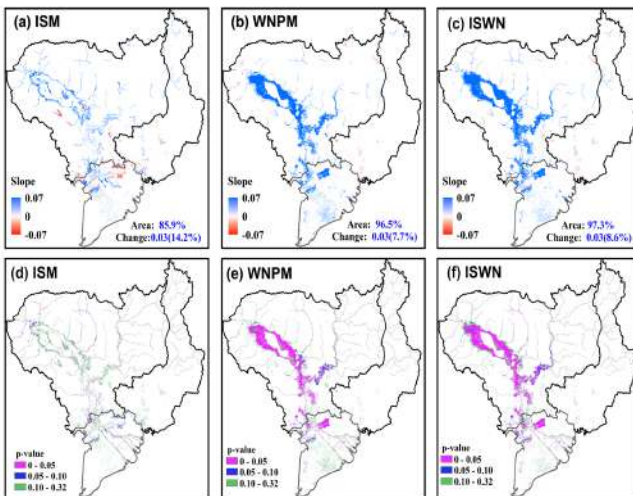 (a) ISM
Slope
0.07
0
-0.07
Area: 85.9%
Change:0.03(14.2%)
(b) WNPM
Slope
0.07
0
-0.07
Area: 96.5%
Change: 0.03(7.7%)
(c) ISWN
Slope
0.07
0
-0.07
Area: 97.3%
Change: 0.03(8.6%)
(d) ISM
p-value
0 - 0.05
0.05 - 0.10
0.10 - 0.32
(e) WNPM
p-value
0 - 0.05
0.05 - 0.10
0.10 - 0.32
(f) ISWN
p-value
0 - 0.05
0.05 - 0.10
0.10 - 0.32